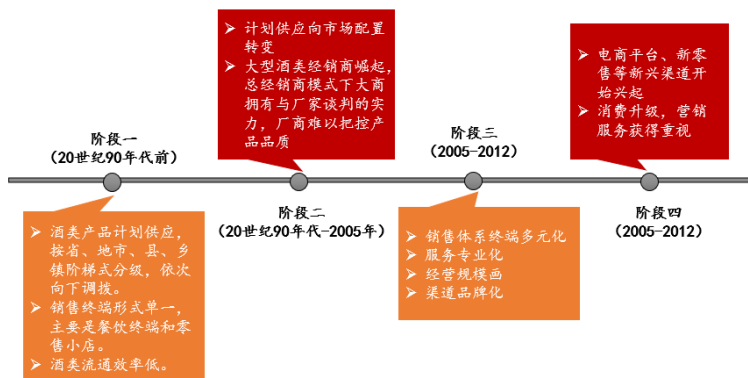 阶段一
（20世纪90年代前）
➢ 酒类产品计划供应，
按省、地市、县、乡
镇阶梯式分级，依次
向下调拨。
➢ 销售终端形式单一，
主要是餐饮终端和零
售小店。
➢ 酒类流通效率低。
➢ 计划供应向市场配置
转变
➢ 大型酒类经销商崛起，
总经销商模式下大商
拥有与厂家谈判的实
力，厂商难以把控产
品品质
阶段二
（20世纪90年代-2005年）
阶段三
（2005-2012）
➢ 销售体系终端多元化
➢ 服务专业化
➢ 经营规模画
➢ 渠道品牌化
➢ 电商平台、新零
售等新兴渠道开
始兴起
➢ 消费升级，营销
服务获得重视
阶段四
（2005-2012）